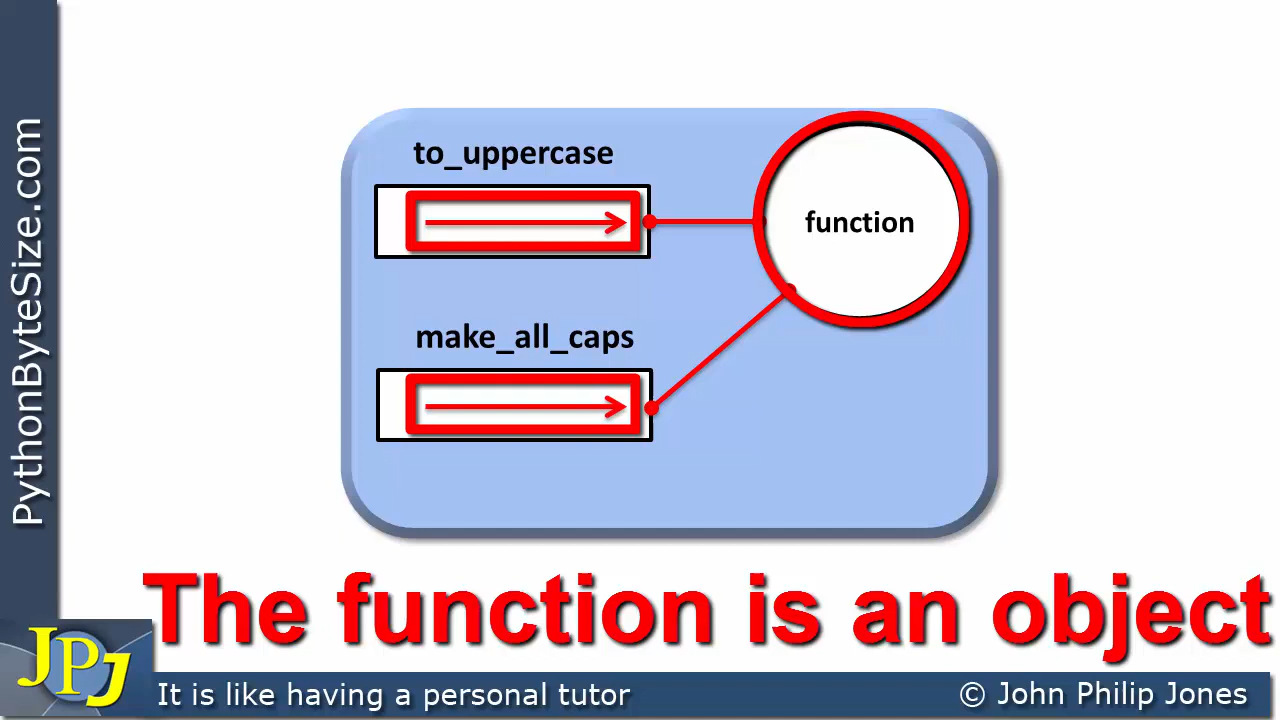 PythonByteSize.com
to_uppercase
function
make_all_caps
The function is an object
JPJ
It is like having a personal tutor
© John Philip Jones